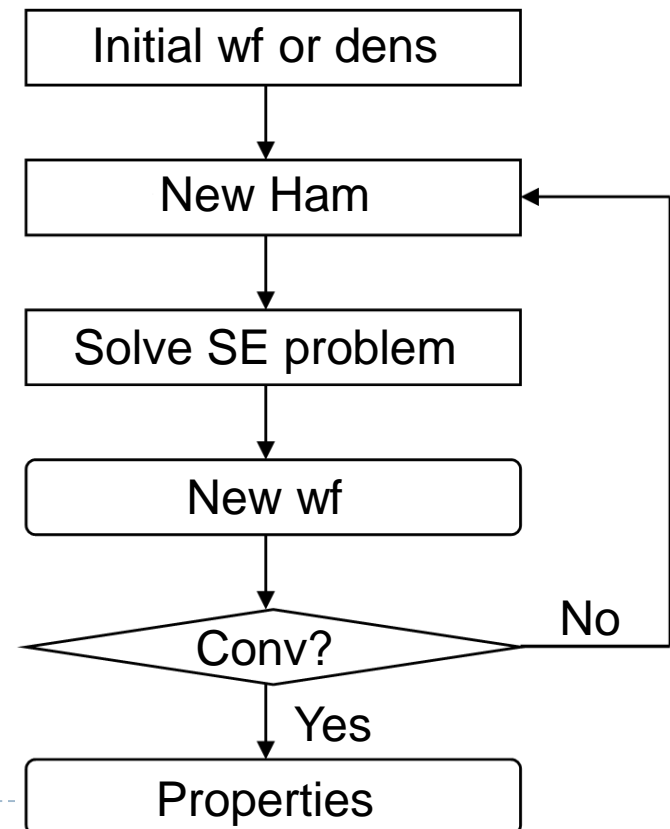 Initial wf or dens
New Ham
Solve SE problem
New wf
Conv?
No
Yes
Properties